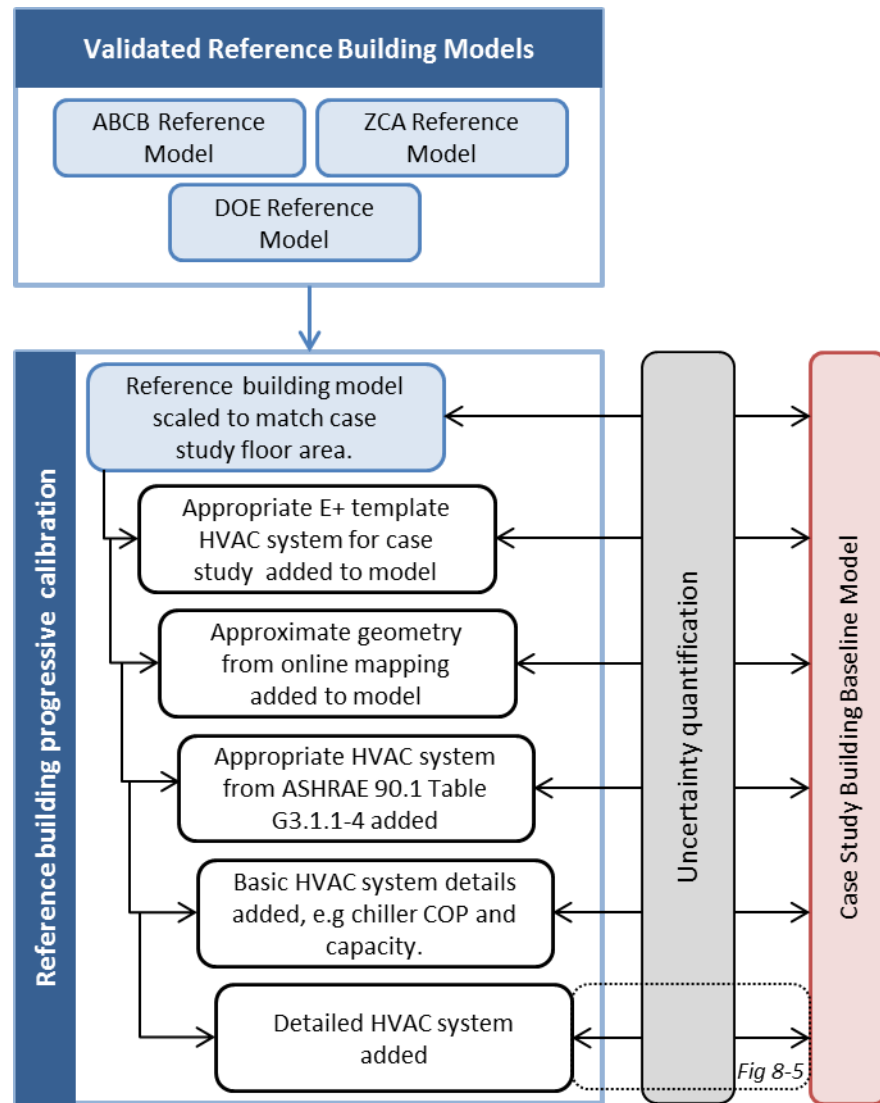 Validated Reference Building Models
ABCB Reference
Model
ZCA Reference
Model
DOE Reference
Model
Reference building progressive calibration
Reference building model
scaled to match case
study floor area.
Appropriate E+ template
HVAC system for case
study added to model
Approximate geometry
from online mapping
added to model
Appropriate HVAC system
from ASHRAE 90.1 Table
G3.1.1-4 added
Basic HVAC system details
added, e.g chiller COP and
capacity.
Detailed HVAC system
added
Uncertainty quantification
Fig 8-5
Case Study Building Baseline Model